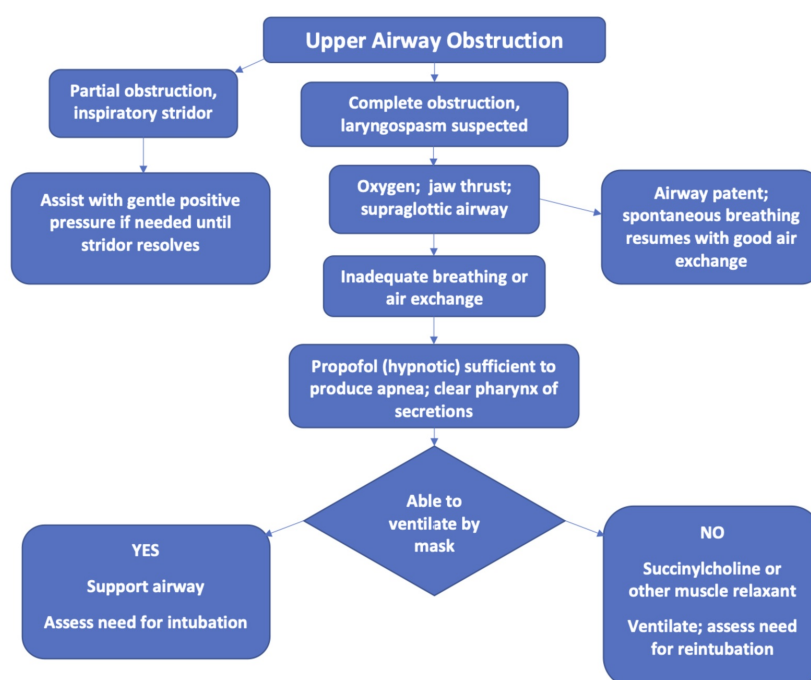 Upper Airway Obstruction
Partial obstruction,
inspiratory stridor
Complete obstruction,
laryngospasm suspected
Assist with gentle positive
pressure if needed until
stridor resolves
Oxygen; jaw thrust;
supraglottic airway
Airway patent;
spontaneous breathing
resumes with good air
exchange
Inadequate breathing or
air exchange
Propofol (hypnotic) sufficient to
produce apnea; clear pharynx of
secretions
Able to
ventilate by
mask
YES
Support airway
Assess need for intubation
NO
Succinylcholine or
other muscle relaxant
Ventilate; assess need
for reintubation